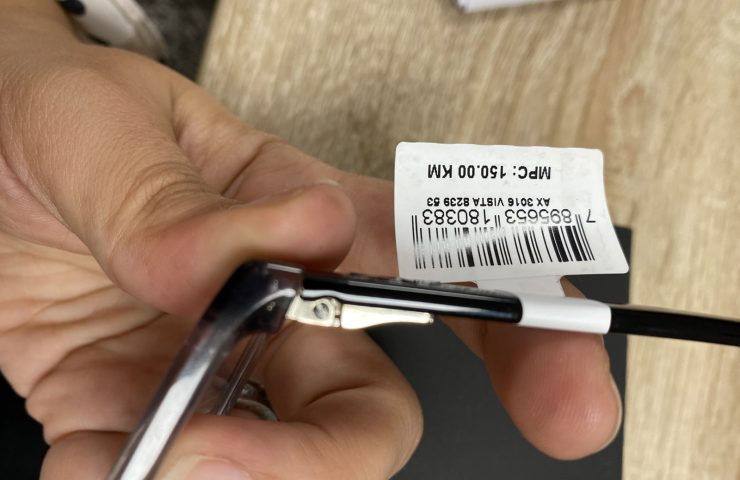 7 895653 180383
AX 3016 VISTA 8239 53
MPC: 150.00 KM